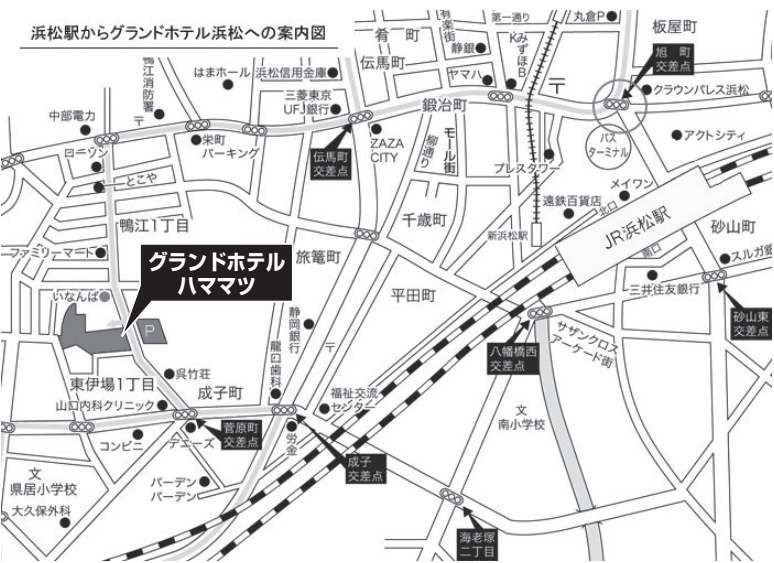 浜松駅からグランドホテル浜松への案内図
肴町
伝馬町
有楽街
静銀
みずほB
K
第一通り
丸倉P
板屋町
旭町
交差点
鴨江消防署
はまホール
浜松信用金庫
ヤマハ
〒
クラウンパレス浜松
中部電力
〒
三菱東京
UFJ銀行
鍛冶町
バス
ターミナル
アクトシティ
ローソン
栄町
パーキング
伝馬町
交差点
ZAZA
CITY
柳通り
モール街
プレスタワー
とこや
メイワン
遠鉄百貨店
北口
鴨江1丁目
千歳町
新浜松駅
JR浜松駅
砂山町
ファミリーマート
グランドホテル
ハママツ
旅篭町
南口
スルガ銀
いなんば
P
平田町
三井住友銀行
静岡銀行
〒
サザンクロス
アーケード街
砂山東
交差点
八幡橋西
交差点
東伊場1丁目
呉竹荘
成子町
龍口歯科
福祉交流
センター
山口内科クリニック
文
南小学校
コンビニ
デニーズ
菅原町
交差点
労金
成子
交差点
文
県居小学校
バーデン
バーデン
大久保外科
海老塚
二丁目